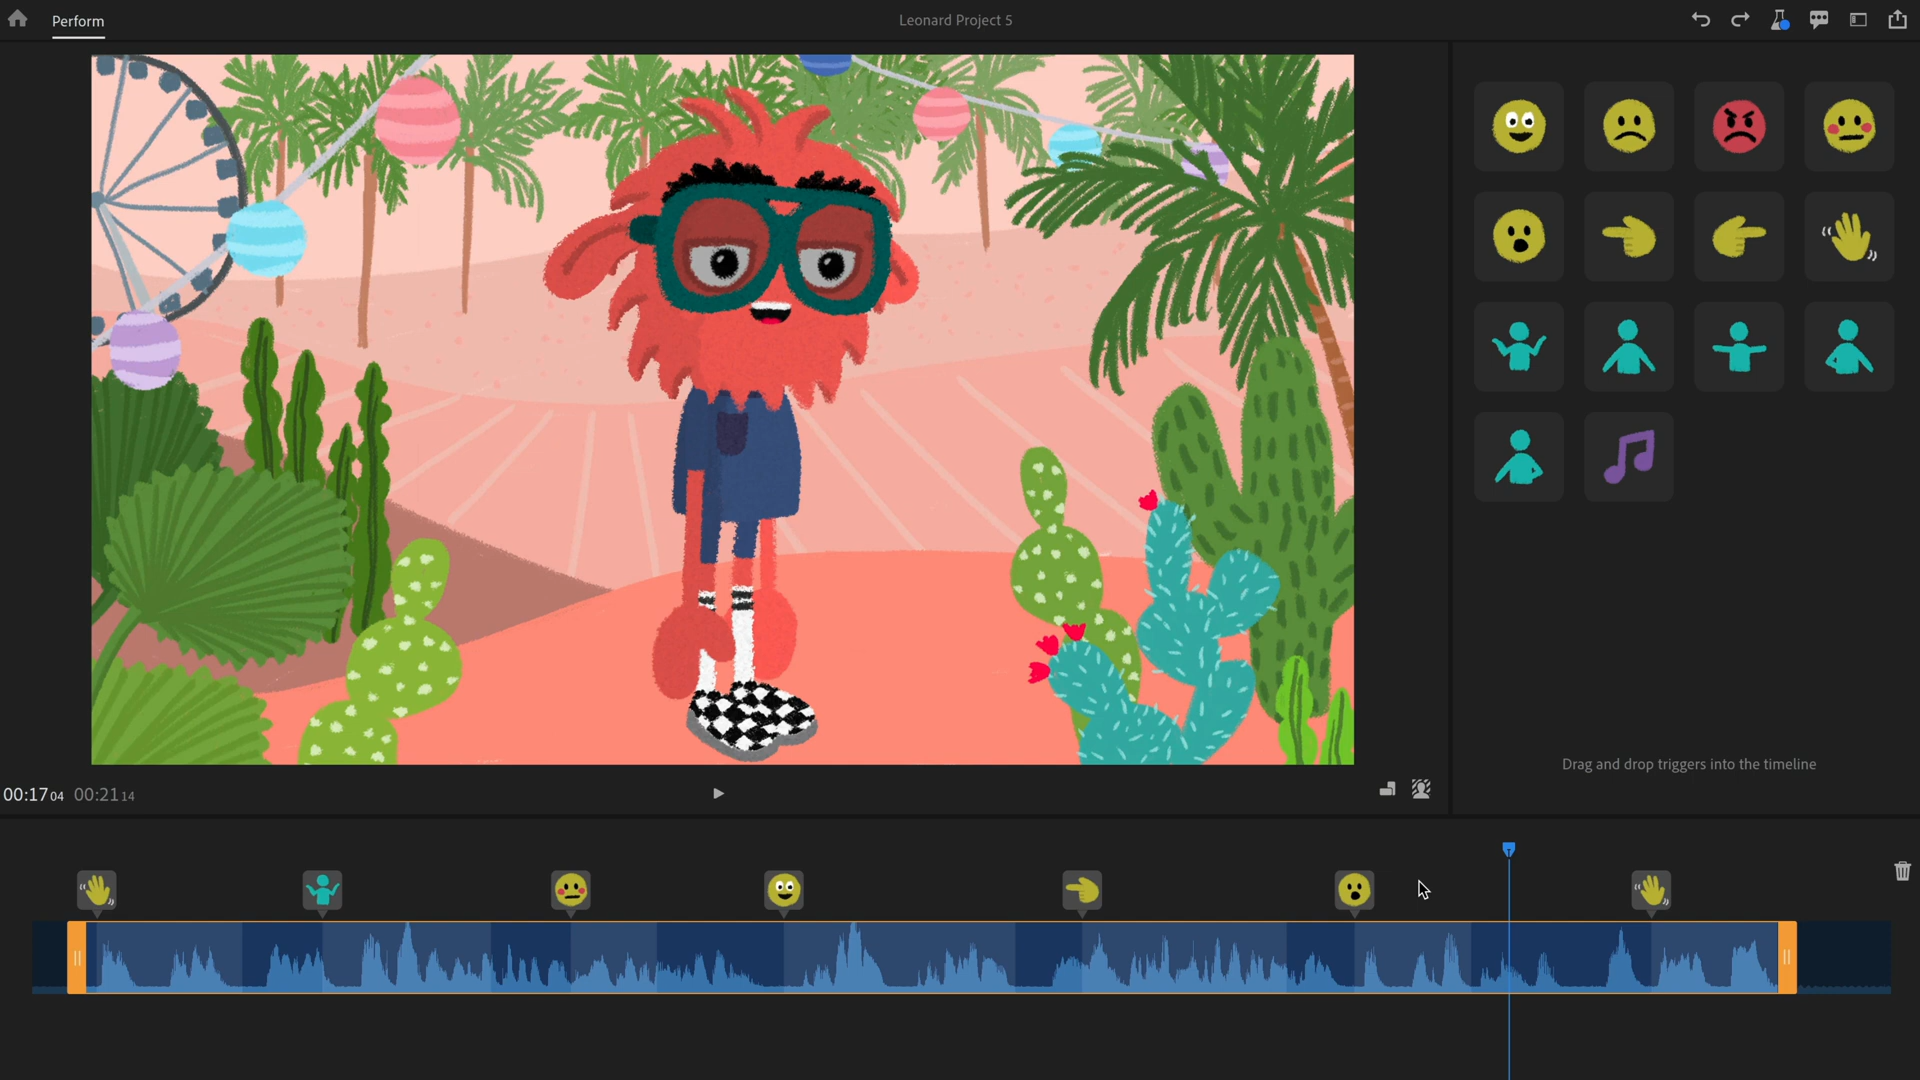 Perform
Leonard Project 5
Drag and drop triggers into the timeline
00:17 04 00:21 14